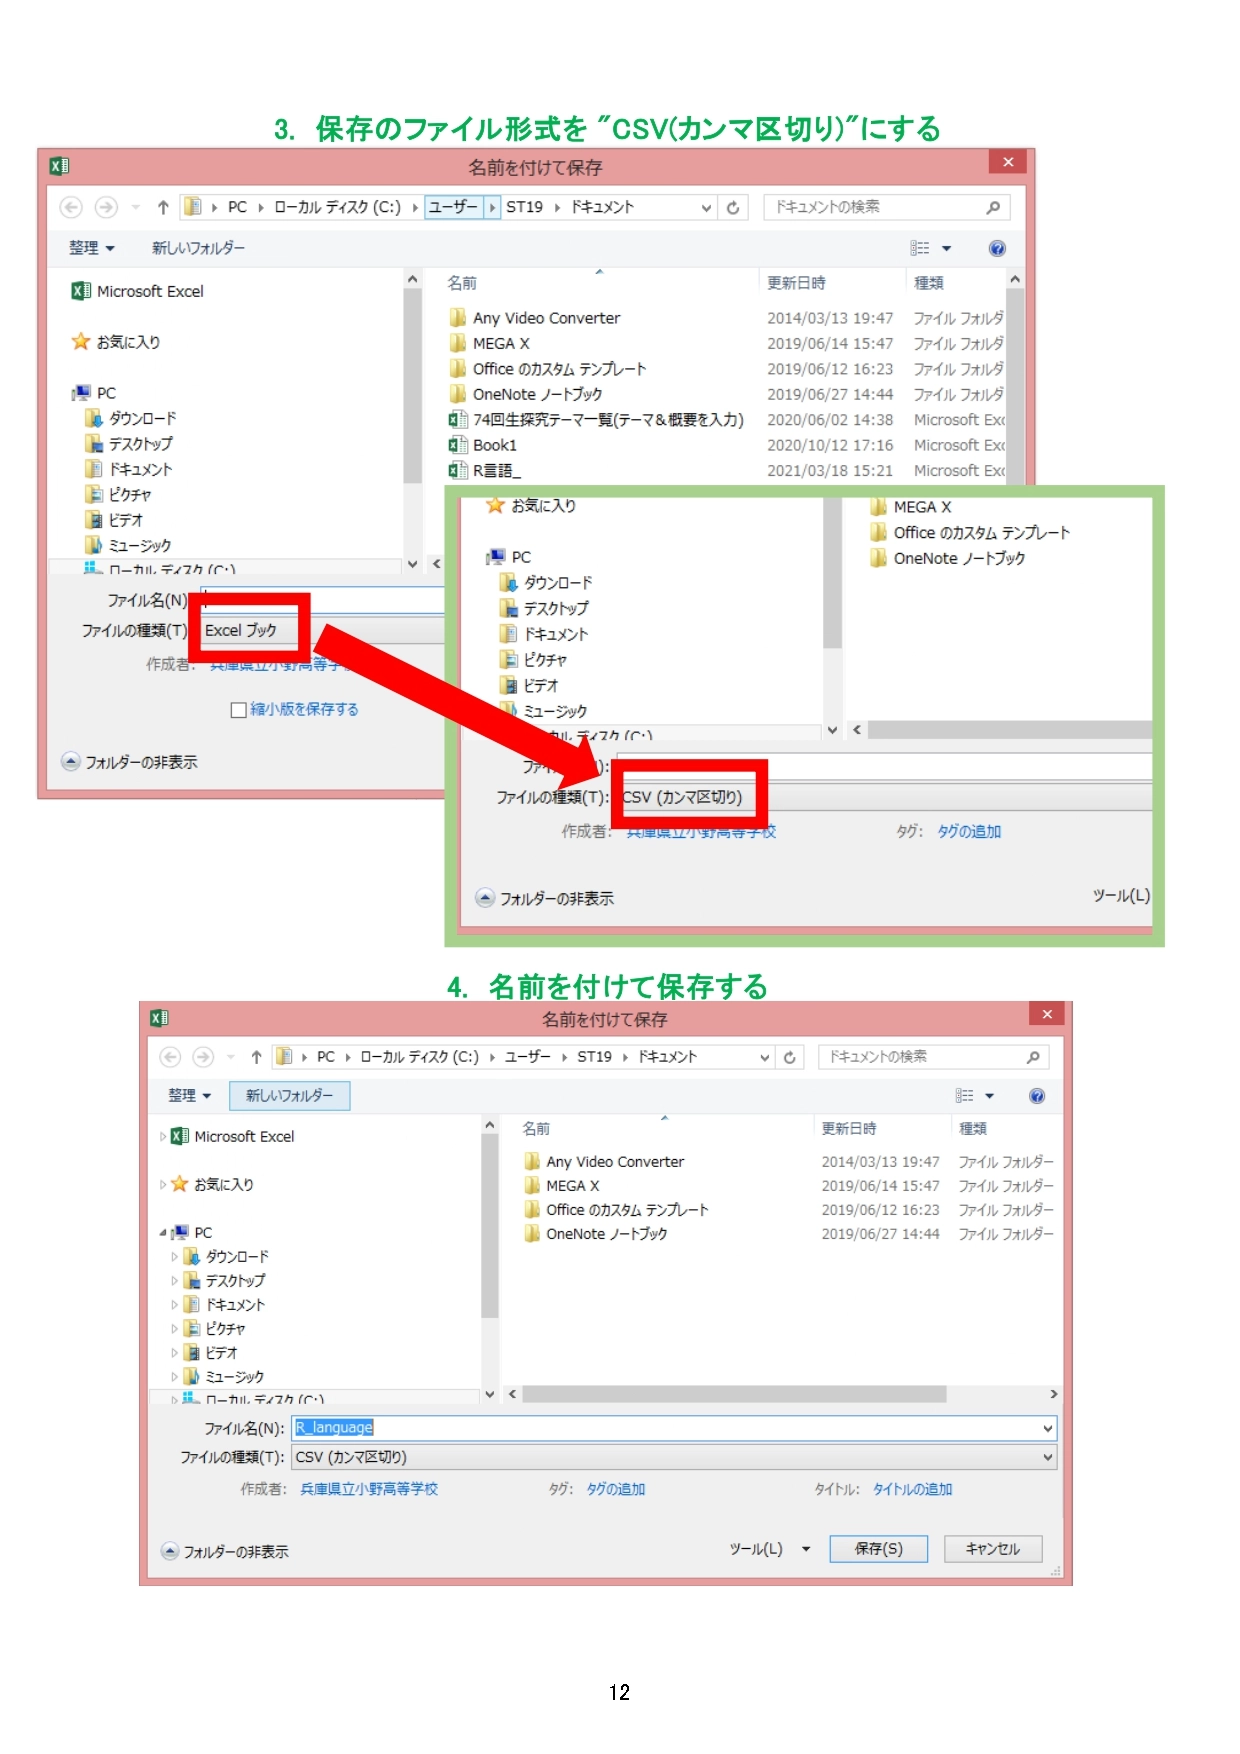 3. 保存のファイル形式を "CSV(カンマ区切り)"にする
名前を付けて保存
PC ローカル ディスク (C:) ユーザー ST19 ドキュメント ドキュメントの検索
整理 新しいフォルダー
名前 更新日時 種類
Microsoft Excel
お気に入り
PC
ダウンロード
デスクトップ
ドキュメント
ピクチャ
ビデオ
ミュージック
ローカル ディスク (C:)
Any Video Converter 2014/03/13 19:47 ファイル フォルダ
MEGA X 2019/06/14 15:47 ファイル フォルダ
Office のカスタム テンプレート 2019/06/12 16:23 ファイル フォルダ
OneNote ノートブック 2019/06/27 14:44 ファイル フォルダ
74回生探究テーマ一覧(テーマ&概要を入力) 2020/06/02 14:38 Microsoft Exc
Book1 2020/10/12 17:16 Microsoft Exc
R言語_ 2021/03/18 15:21 Microsoft Exc
ファイル名(N)
ファイルの種類(T) Excel ブック
作成者: 兵庫県立小野高等学
縮小版を保存する
フォルダーの非表示
お気に入り
PC
ダウンロード
デスクトップ
ドキュメント
ピクチャ
ビデオ
ミュージック
カル ディスク (C:)
MEGA X
Office のカスタム テンプレート
OneNote ノートブック
ファイ
ファイルの種類(T): CSV (カンマ区切り)
作成者: 兵庫県立小野高等学校 タグ: タグの追加
フォルダーの非表示 ツール(L)
4. 名前を付けて保存する
名前を付けて保存
PC ローカル ディスク (C:) ユーザー ST19 ドキュメント ドキュメントの検索
整理 新しいフォルダー
名前 更新日時 種類
Microsoft Excel
お気に入り
PC
ダウンロード
デスクトップ
ドキュメント
ピクチャ
ビデオ
ミュージック
ローカル ディスク (C:)
Any Video Converter 2014/03/13 19:47 ファイル フォルダー
MEGA X 2019/06/14 15:47 ファイル フォルダー
Office のカスタム テンプレート 2019/06/12 16:23 ファイル フォルダー
OneNote ノートブック 2019/06/27 14:44 ファイル フォルダー
ファイル名(N): R_language
ファイルの種類(T): CSV (カンマ区切り)
作成者: 兵庫県立小野高等学校 タグ: タグの追加 タイトル: タイトルの追加
フォルダーの非表示 ツール(L) 保存(S) キャンセル
12